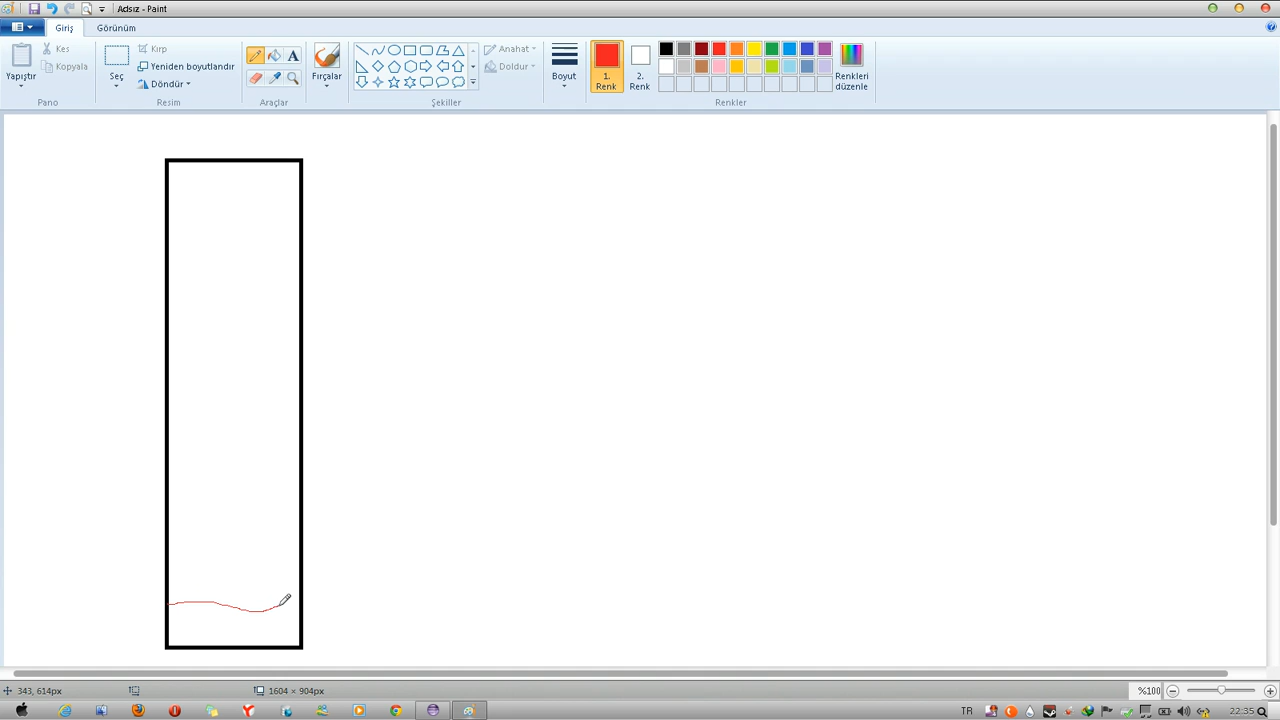 Adsız - Paint
Giriş
Görünüm
Yapıştır
Kes
Kopyala
Pano
Seç
Kırp
Yeniden boyutlandır
Döndür
Resim
A
Araçlar
Fırçalar
Şekiller
Anahat
Doldur
Boyut
1.
Renk
2.
Renk
Renkleri
düzenle
Renkler
343, 614px
1604 × 904px
%100
TR
22:35